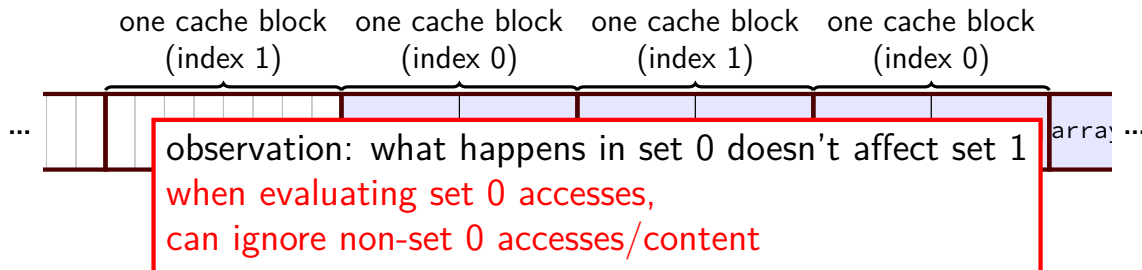 one cache block one cache block one cache block one cache block
(index 1) (index 0) (index 1) (index 0)
... array ...
observation: what happens in set 0 doesn't affect set 1
when evaluating set 0 accesses,
can ignore non-set 0 accesses/content